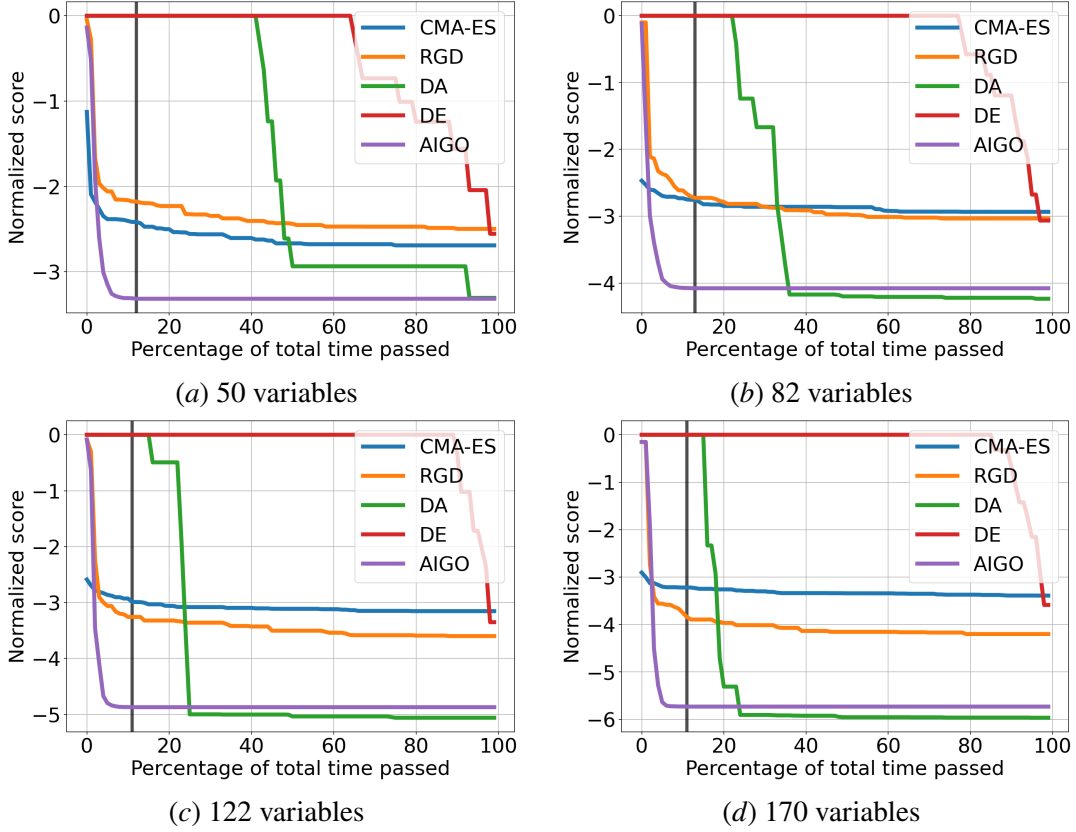 0
−1
−2
−3
Normalized score
0 20 40 60 80 100
Percentage of total time passed
CMA-ES
RGD
DA
DE
AIGO
(a) 50 variables
0
−1
−2
−3
−4
Normalized score
0 20 40 60 80 100
Percentage of total time passed
CMA-ES
RGD
DA
DE
AIGO
(b) 82 variables
0
−1
−2
−3
−4
−5
Normalized score
0 20 40 60 80 100
Percentage of total time passed
CMA-ES
RGD
DA
DE
AIGO
(c) 122 variables
0
−1
−2
−3
−4
−5
−6
Normalized score
0 20 40 60 80 100
Percentage of total time passed
CMA-ES
RGD
DA
DE
AIGO
(d) 170 variables